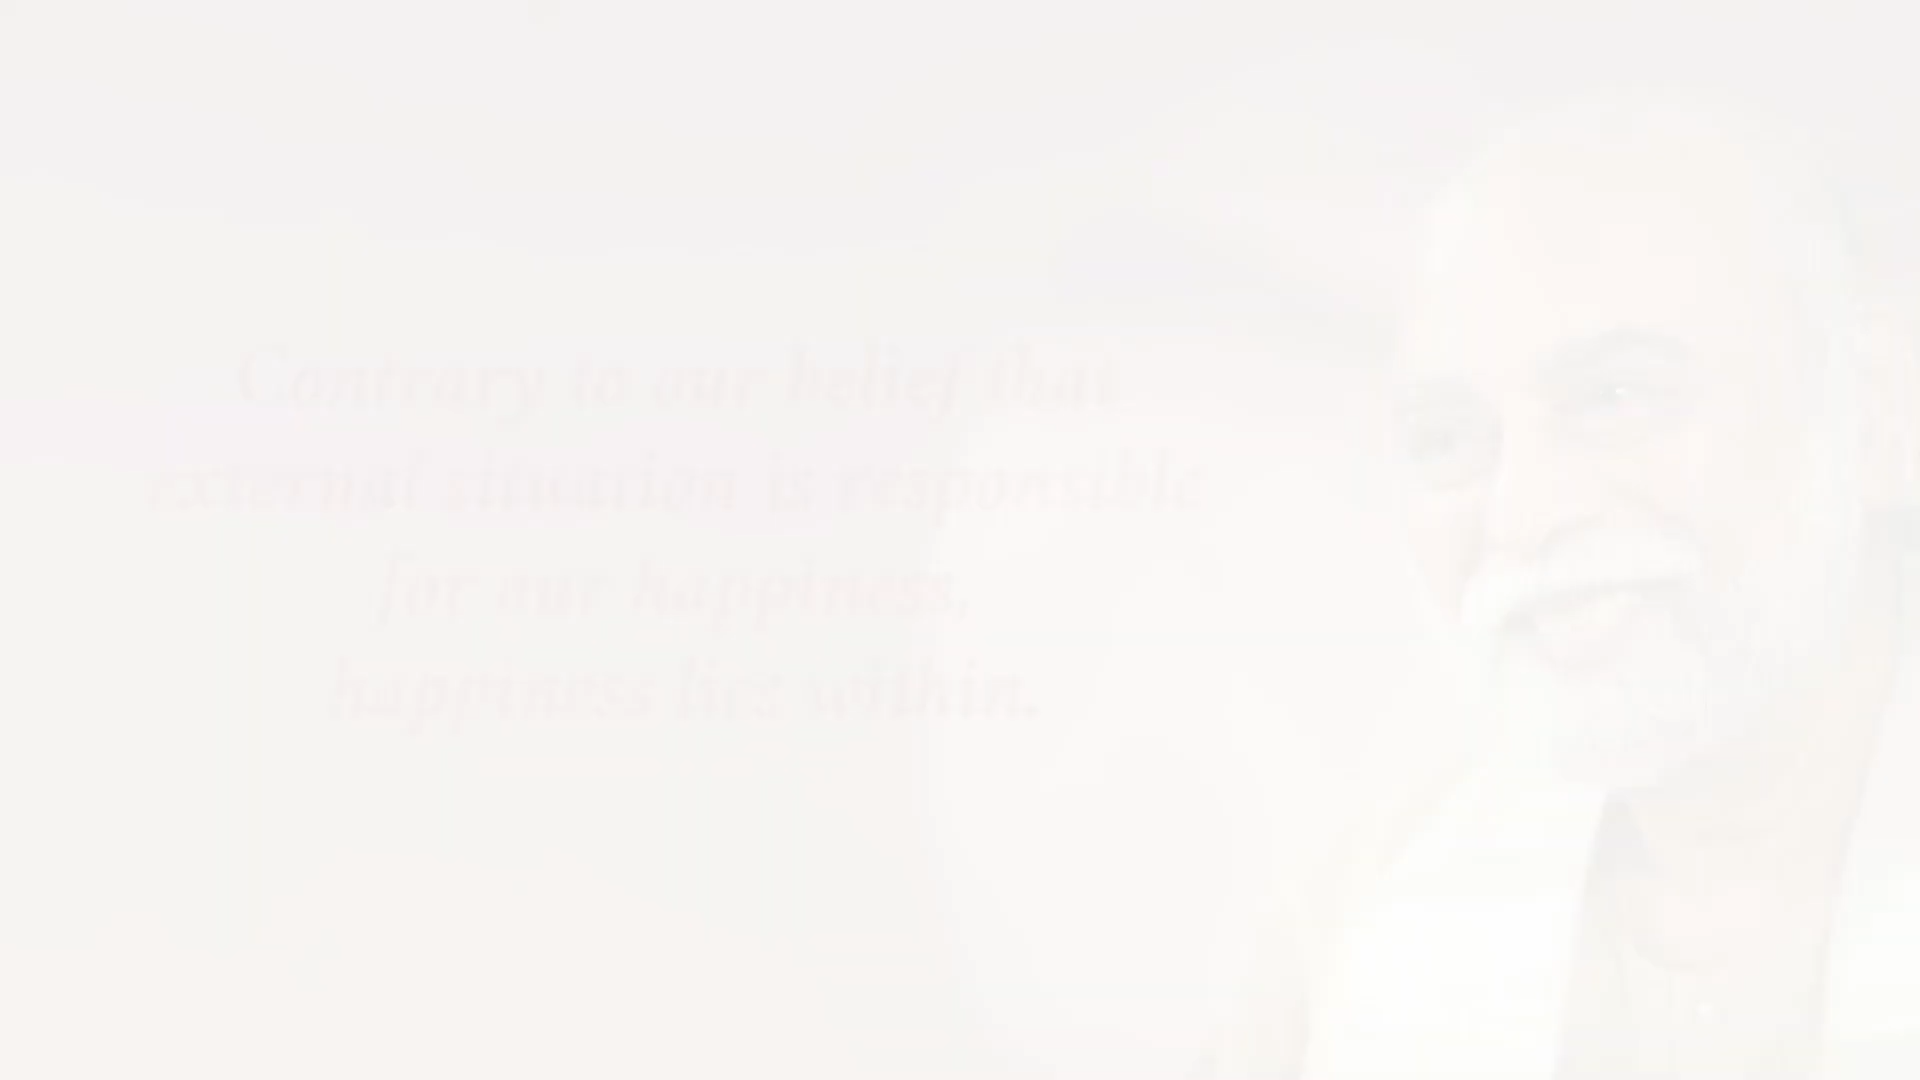 Contrary to our belief that
external situation is responsible
for our happiness,
happiness lies within.